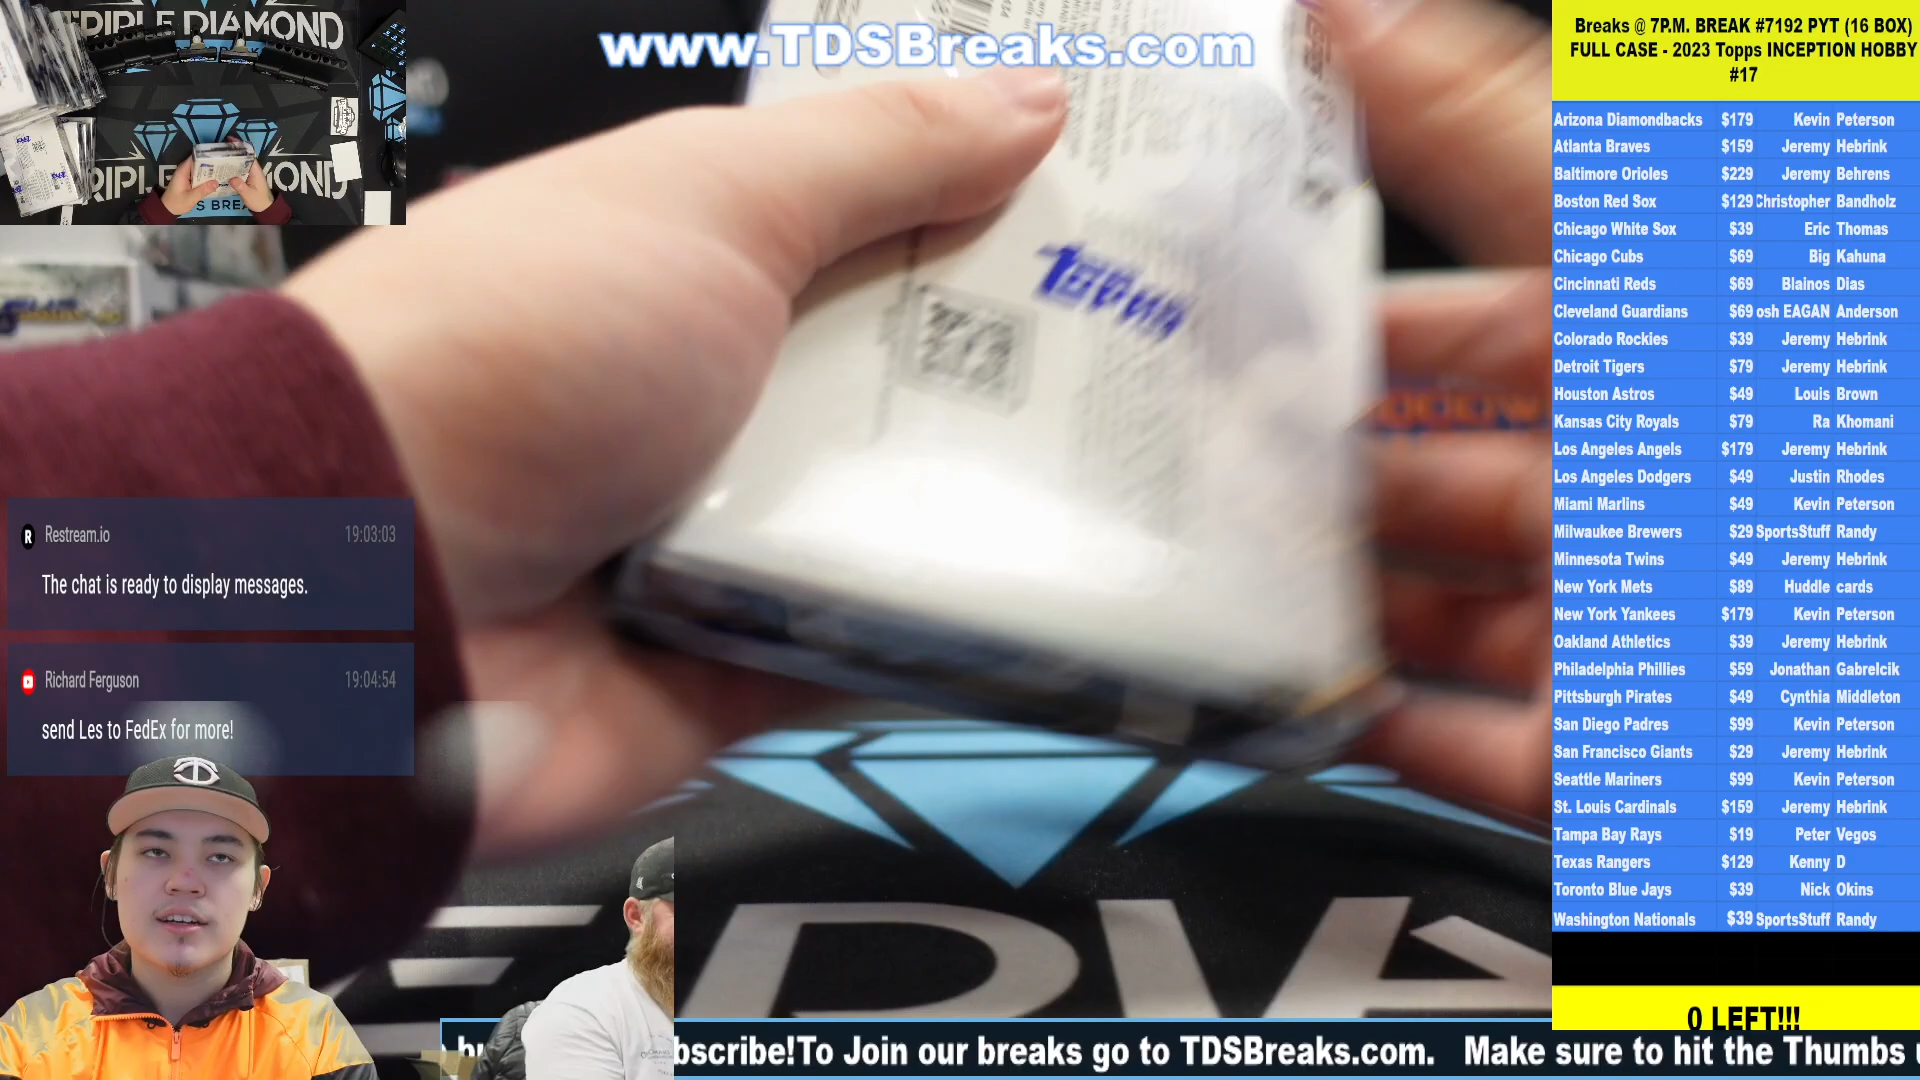 TRIPLE DIAMOND
TRIPLE DIAMOND
S BREA
www.TDSBreaks.com
Restream.io 19:03:03
The chat is ready to display messages.
Richard Ferguson 19:04:54
send Les to FedEx for more!
Breaks @ 7P.M. BREAK #7192 PYT (16 BOX)
FULL CASE - 2023 Topps INCEPTION HOBBY
#17
Arizona Diamondbacks $179 Kevin Peterson
Atlanta Braves $159 Jeremy Hebrink
Baltimore Orioles $229 Jeremy Behrens
Boston Red Sox $129 Christopher Bandholz
Chicago White Sox $39 Eric Thomas
Chicago Cubs $69 Big Kahuna
Cincinnati Reds $69 Blainos Dias
Cleveland Guardians $69 osh EAGAN Anderson
Colorado Rockies $39 Jeremy Hebrink
Detroit Tigers $79 Jeremy Hebrink
Houston Astros $49 Louis Brown
Kansas City Royals $79 Ra Khomani
Los Angeles Angels $179 Jeremy Hebrink
Los Angeles Dodgers $49 Justin Rhodes
Miami Marlins $49 Kevin Peterson
Milwaukee Brewers $29 SportsStuff Randy
Minnesota Twins $49 Jeremy Hebrink
New York Mets $89 Huddle cards
New York Yankees $179 Kevin Peterson
Oakland Athletics $39 Jeremy Hebrink
Philadelphia Phillies $59 Jonathan Gabrelcik
Pittsburgh Pirates $49 Cynthia Middleton
San Diego Padres $99 Kevin Peterson
San Francisco Giants $29 Jeremy Hebrink
Seattle Mariners $99 Kevin Peterson
St. Louis Cardinals $159 Jeremy Hebrink
Tampa Bay Rays $19 Peter Vegos
Texas Rangers $129 Kenny D
Toronto Blue Jays $39 Nick Okins
Washington Nationals $39 SportsStuff Randy
0 LEFT!!!
bscribe!To Join our breaks go to TDSBreaks.com. Make sure to hit the Thumbs u